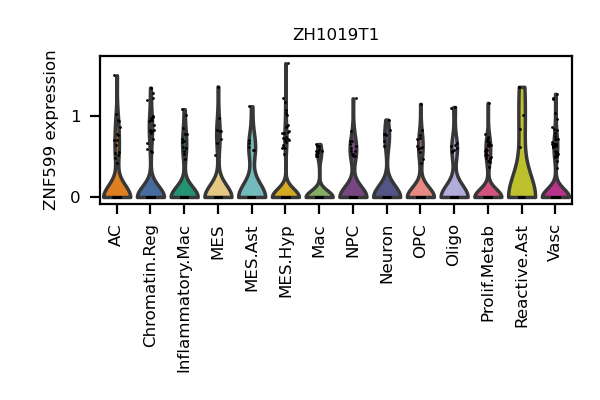 ZH1019T1
ZNF599 expression
1
0
AC
Chromatin.Reg
Inflammatory.Mac
MES
MES.Ast
MES.Hyp
Mac
NPC
Neuron
OPC
Oligo
Prolif.Metab
Reactive.Ast
Vasc